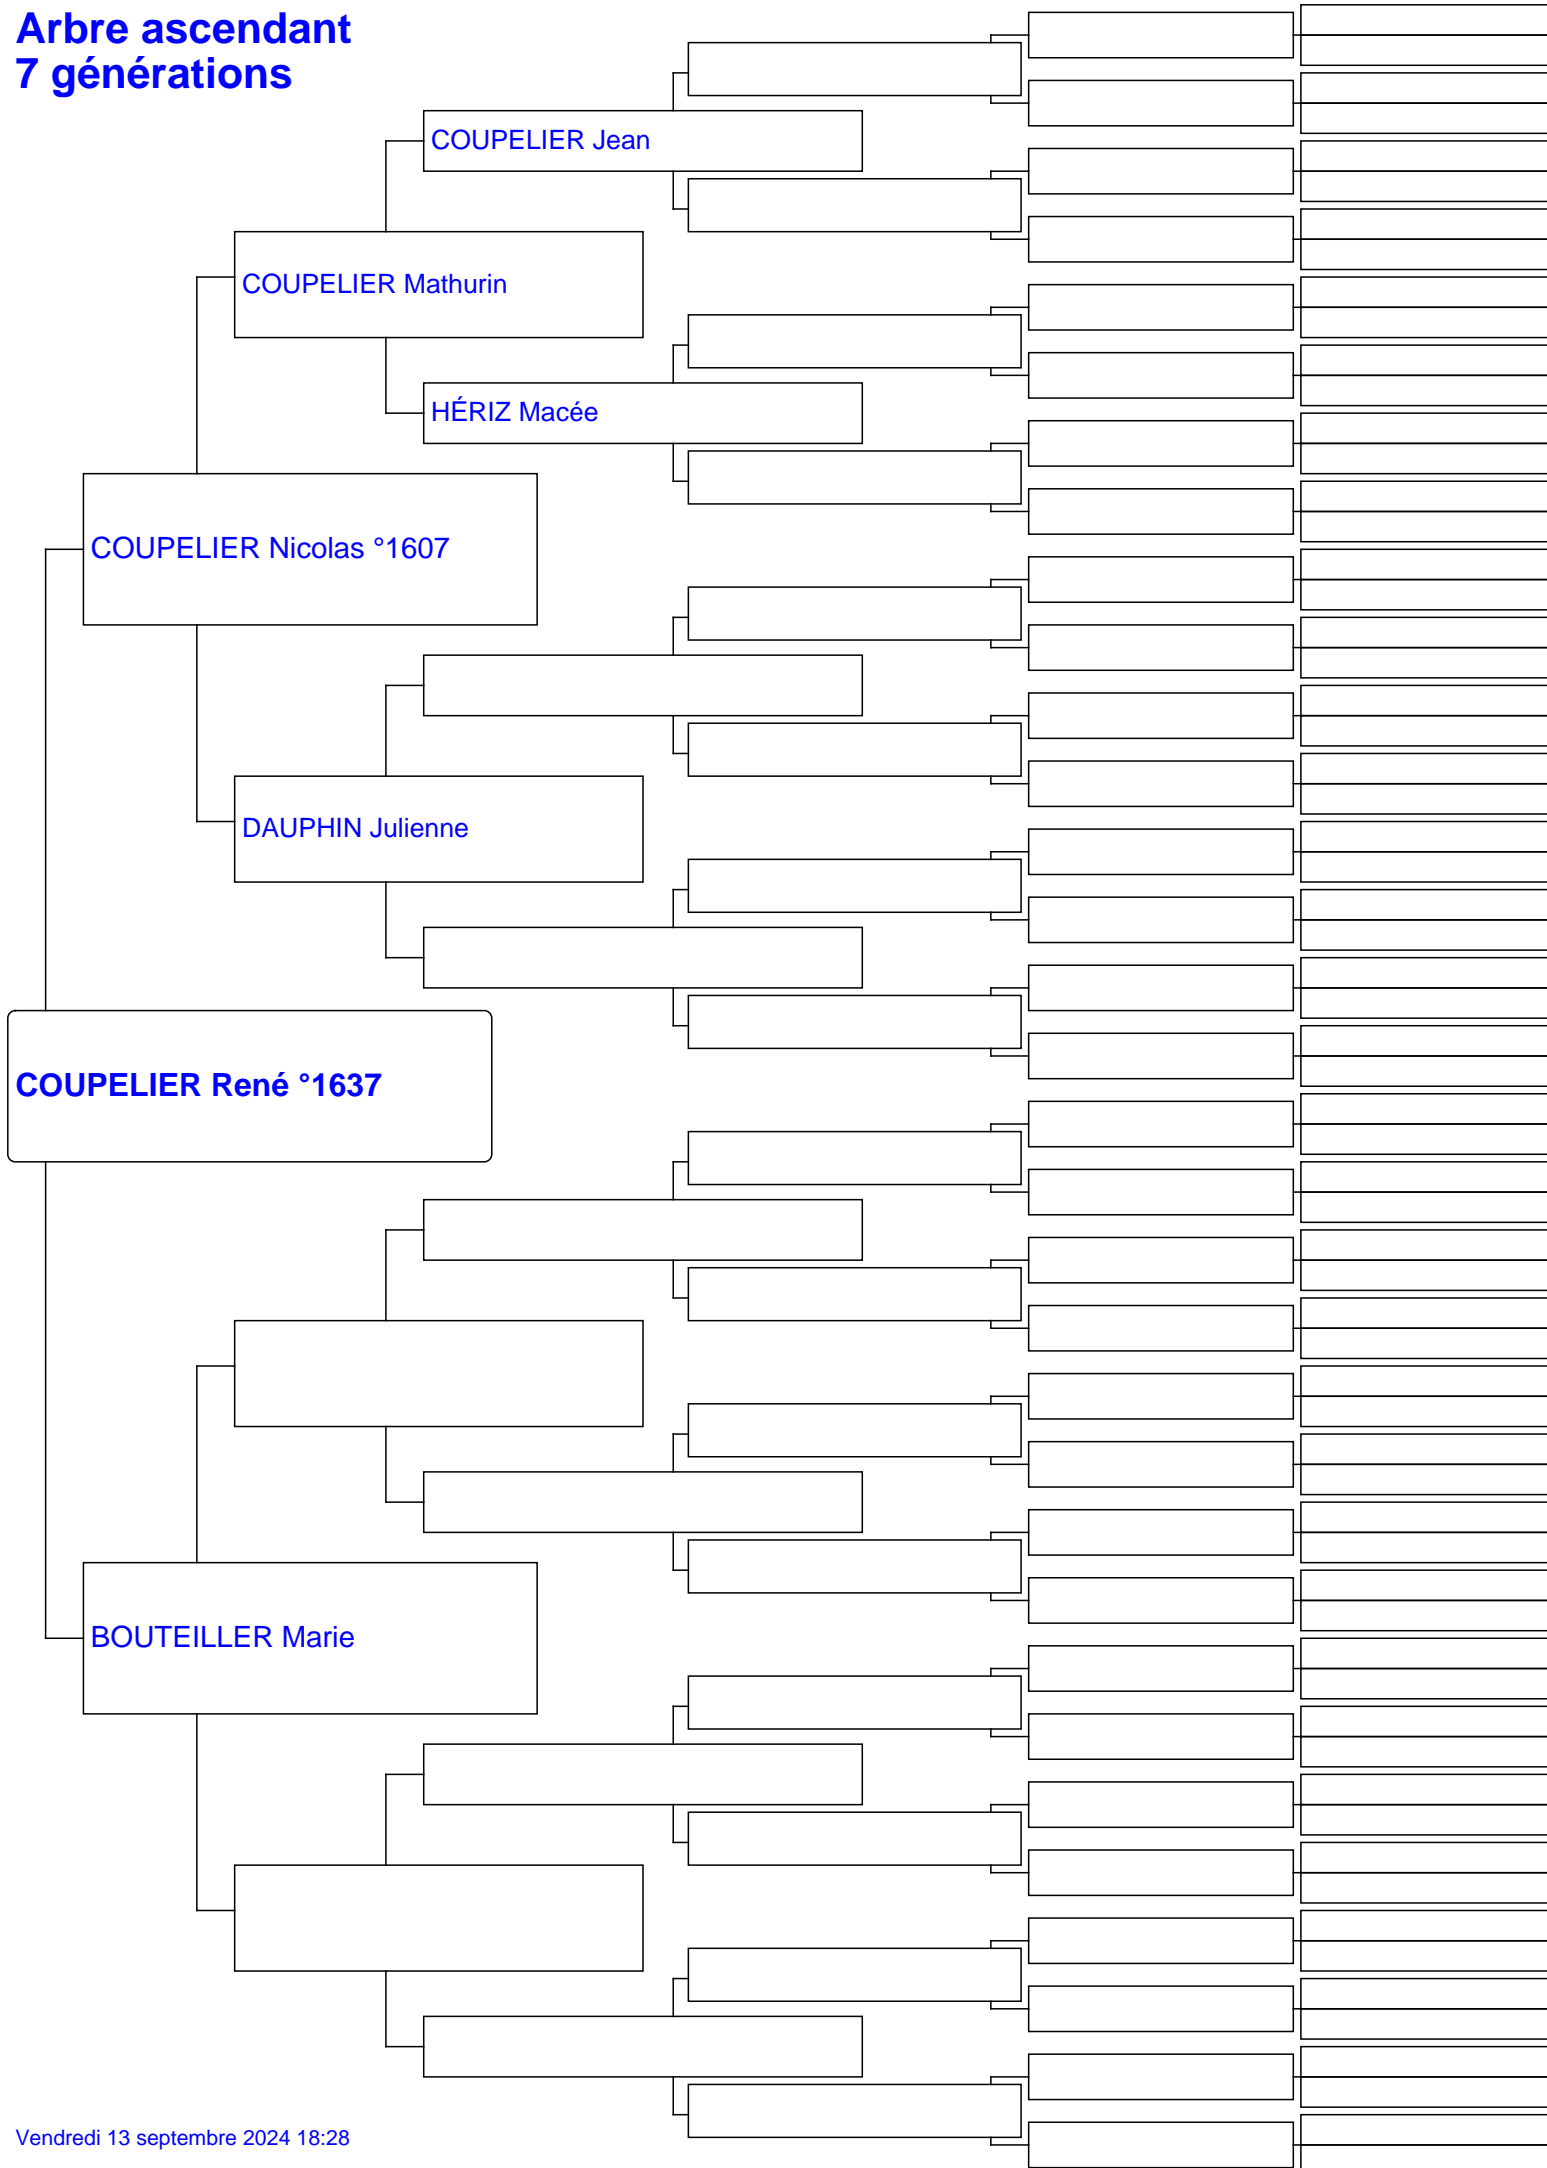 Arbre ascendant
7 générations
COUPELIER Jean
COUPELIER Mathurin
HÉRIZ Macée
COUPELIER Nicolas °1607
DAUPHIN Julienne
COUPELIER René °1637
BOUTEILLER Marie
Vendredi 13 septembre 2024 18:28